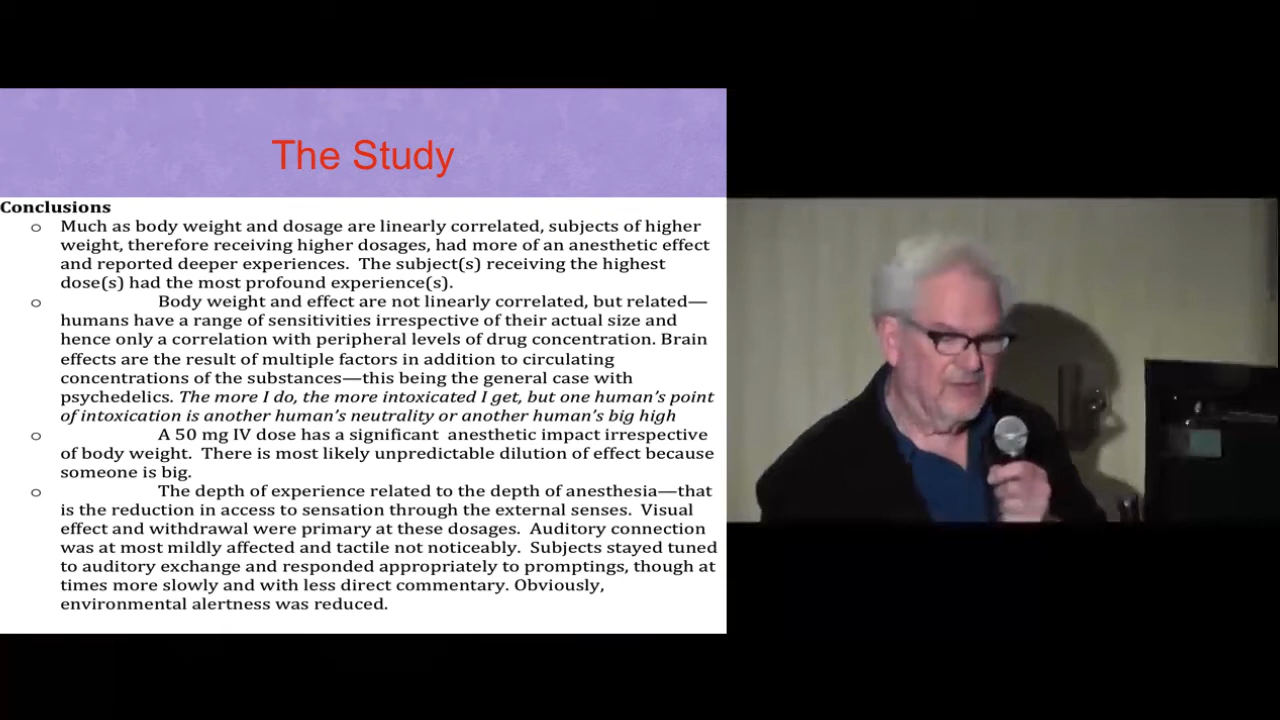 The Study
Conclusions
o Much as body weight and dosage are linearly correlated, subjects of higher
weight, therefore receiving higher dosages, had more of an anesthetic effect
and reported deeper experiences. The subject(s) receiving the highest
dose(s) had the most profound experience(s).
o Body weight and effect are not linearly correlated, but related—
humans have a range of sensitivities irrespective of their actual size and
hence only a correlation with peripheral levels of drug concentration. Brain
effects are the result of multiple factors in addition to circulating
concentrations of the substances—this being the general case with
psychedelics. The more I do, the more intoxicated I get, but one human's point
of intoxication is another human's neutrality or another human's big high
o A 50 mg IV dose has a significant anesthetic impact irrespective
of body weight. There is most likely unpredictable dilution of effect because
someone is big.
o The depth of experience related to the depth of anesthesia—that
is the reduction in access to sensation through the external senses. Visual
effect and withdrawal were primary at these dosages. Auditory connection
was at most mildly affected and tactile not noticeably. Subjects stayed tuned
to auditory exchange and responded appropriately to promptings, though at
times more slowly and with less direct commentary. Obviously,
environmental alertness was reduced.